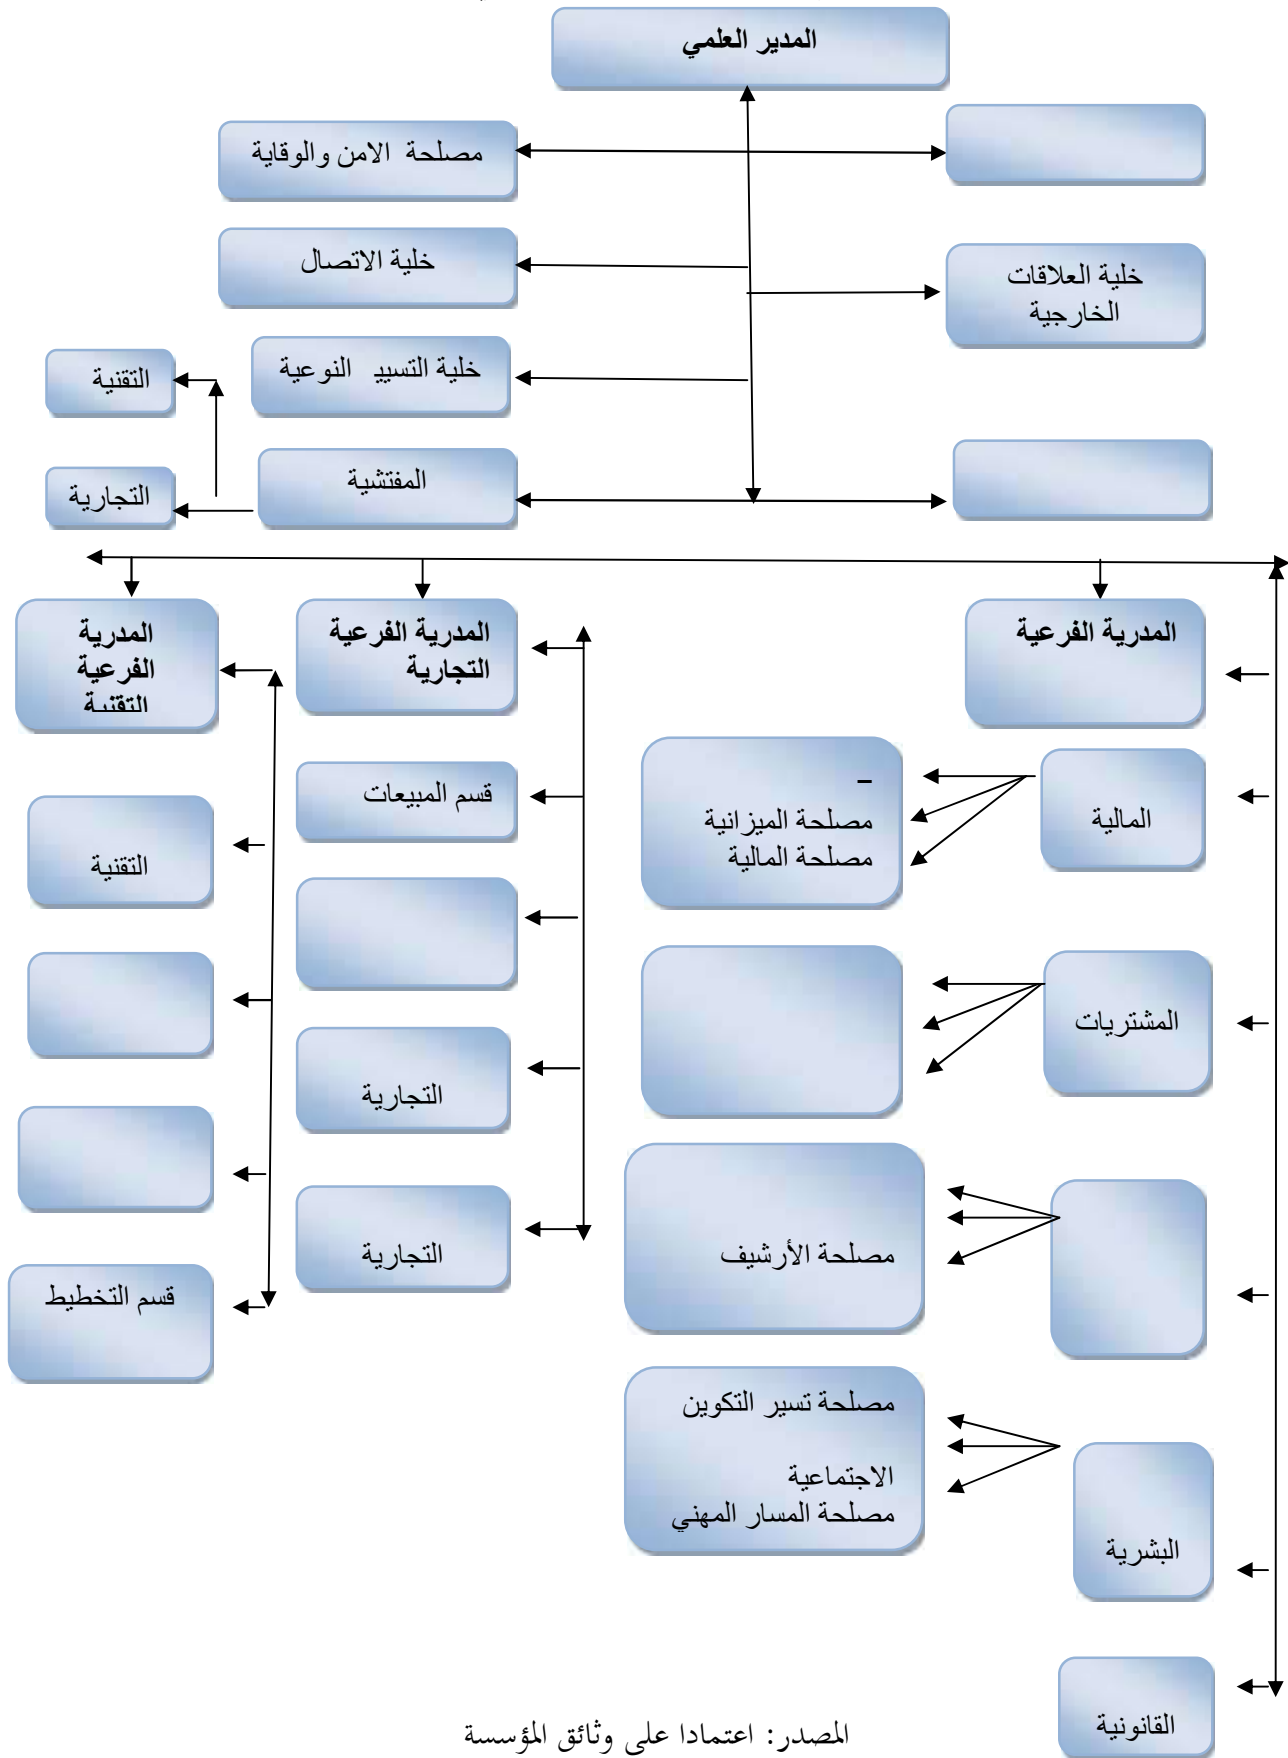 المدير العلمي
مصلحة الامن والوقاية
خلية الاتصال
خلية العلاقات
الخارجية
خلية التسيير النوعية
التقنية
المفتشية
التجارية
المدرية الفرعية
المدرية الفرعية
التجارية
المدرية
الفرعية
التقنية
المالية
–
مصلحة الميزانية
مصلحة المالية
قسم المبيعات
التقنية
المشتريات
التجارية
مصلحة الأرشيف
التجارية
قسم التخطيط
مصلحة تسير التكوين
الاجتماعية
مصلحة المسار المهني
البشرية
القانونية
المصدر: اعتمادا على وثائق المؤسسة